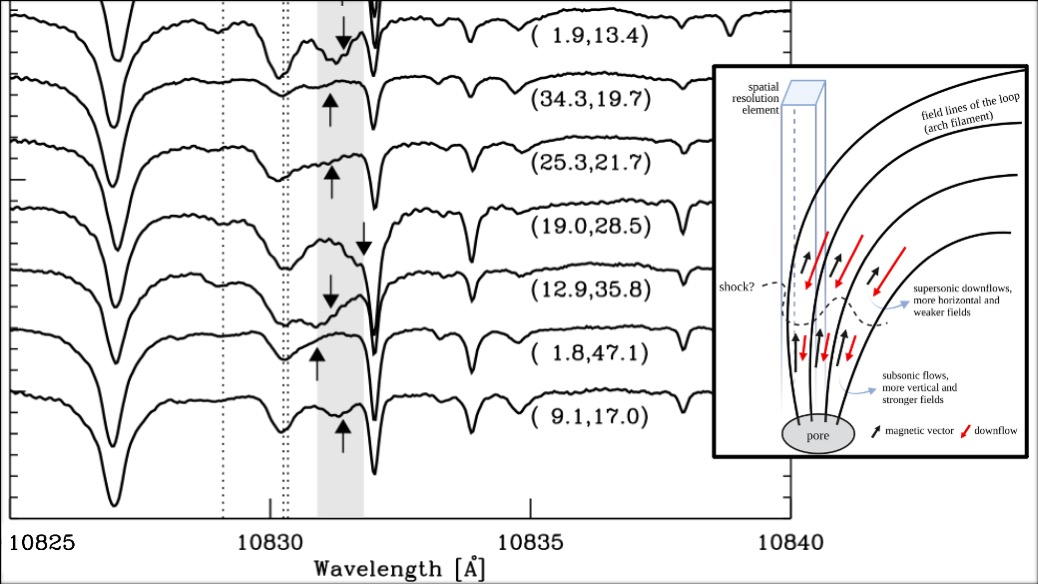 ( 1.9,13.4)
(34.3,19.7)
(25.3,21.7)
(19.0,28.5)
(12.9,35.8)
( 1.8,47.1)
( 9.1,17.0)
10825
10830
10835
10840
Wavelength [Å]
spatial
resolution
element
field lines of the loop
(arch filament)
shock?
supersonic downflows,
more horizontal and
weaker fields
subsonic flows,
more vertical and
stronger fields
magnetic vector
downflow
pore